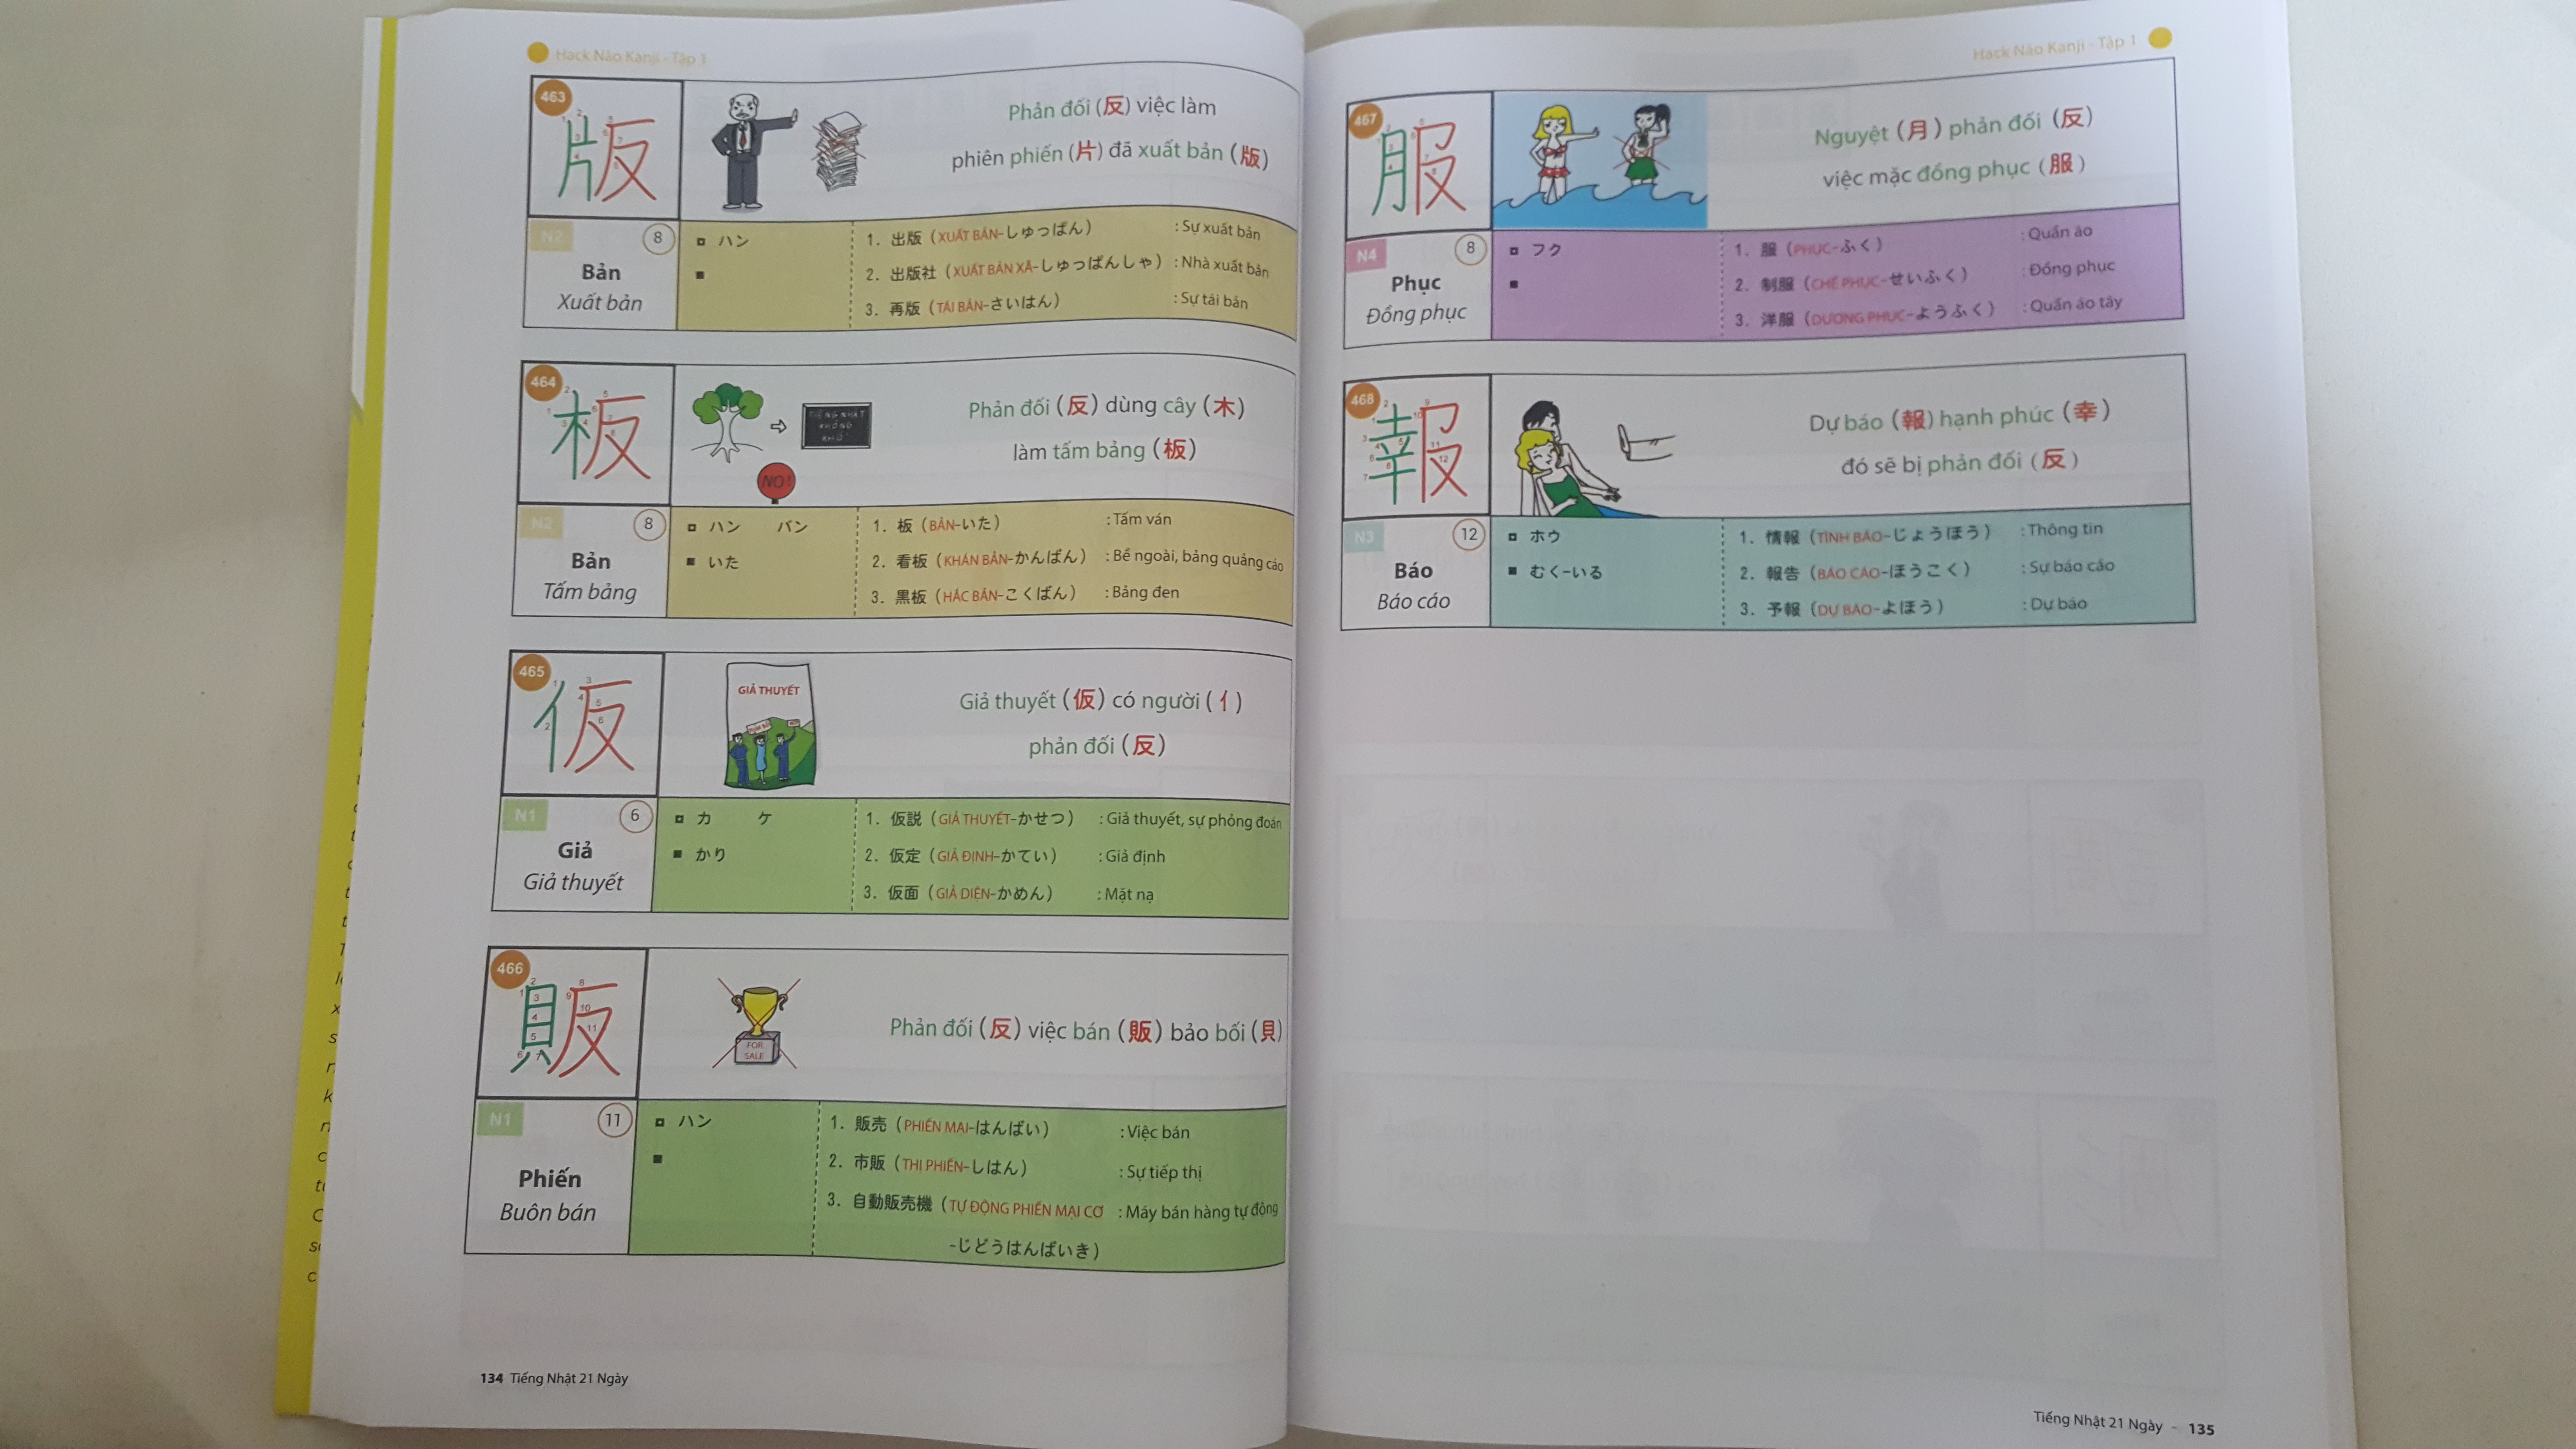 Hack Não Kanji - Tập 1
463
版
Phản đối (反) việc làm
phiên phiến (片) đã xuất bản (版)
N2
8
Bản
Xuất bản
ハン
1. 出版 (XUẤT BẢN-しゅっぱん) : Sự xuất bản
2. 出版社 (XUẤT BẢN XÃ-しゅっぱんしゃ) : Nhà xuất bản
3. 再版 (TÁI BẢN-さいはん) : Sự tái bản
464
板
NO!
Phản đối (反) dùng cây (木)
làm tấm bảng (板)
N2
8
Bản
Tấm bảng
ハン バン
いた
1. 板 (BẢN-いた) : Tấm ván
2. 看板 (KHÁN BẢN-かんばん) : Bề ngoài, bảng quảng cáo
3. 黒板 (HẮC BẢN-こくばん) : Bảng đen
465
仮
GIẢ THUYẾT
Giả thuyết (仮) có người (亻)
phản đối (反)
N1
6
Giả
Giả thuyết
カ ケ
かり
1. 仮説 (GIẢ THUYẾT-かせつ) : Giả thuyết, sự phỏng đoán
2. 仮定 (GIẢ ĐỊNH-かてい) : Giả định
3. 仮面 (GIẢ DIỆN-かめん) : Mặt nạ
466
販
FOR
SALE
Phản đối (反) việc bán (販) bảo bối (貝)
N1
11
Phiến
Buôn bán
ハン
1. 販売 (PHIẾN MẠI-はんばい) : Việc bán
2. 市販 (THỊ PHIẾN-しはん) : Sự tiếp thị
3. 自動販売機 (TỰ ĐỘNG PHIẾN MẠI CƠ : Máy bán hàng tự động
-じどうはんばいき)
134 Tiếng Nhật 21 Ngày
Hack Não Kanji - Tập 1
467
服
Nguyệt (月) phản đối (反)
việc mặc đồng phục (服)
N4
8
Phục
Đồng phục
フク
1. 服 (PHỤC-ふく) : Quần áo
2. 制服 (CHẾ PHỤC-せいふく) : Đồng phục
3. 洋服 (DƯƠNG PHỤC-ようふく) : Quần áo tây
468
報
Dự báo (報) hạnh phúc (幸)
đó sẽ bị phản đối (反)
N3
12
Báo
Báo cáo
ホウ
むく-いる
1. 情報 (TÌNH BÁO-じょうほう) : Thông tin
2. 報告 (BÁO CÁO-ほうこく) : Sự báo cáo
3. 予報 (DỰ BÁO-よほう) : Dự báo
Tiếng Nhật 21 Ngày - 135